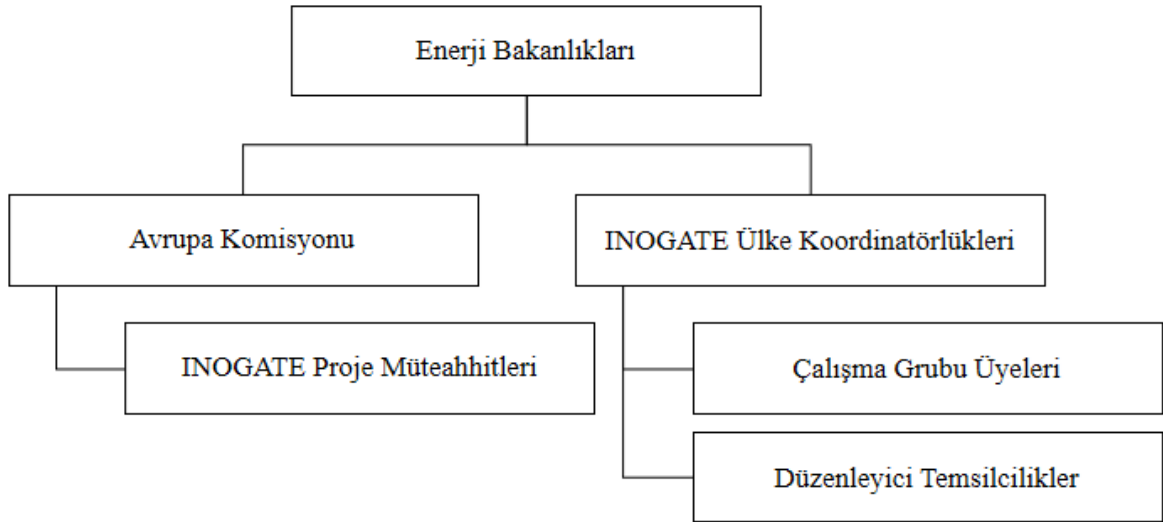 Enerji Bakanlıkları
Avrupa Komisyonu
INOGATE Ülke Koordinatörlükleri
INOGATE Proje Müteahhitleri
Çalışma Grubu Üyeleri
Düzenleyici Temsilcilikler